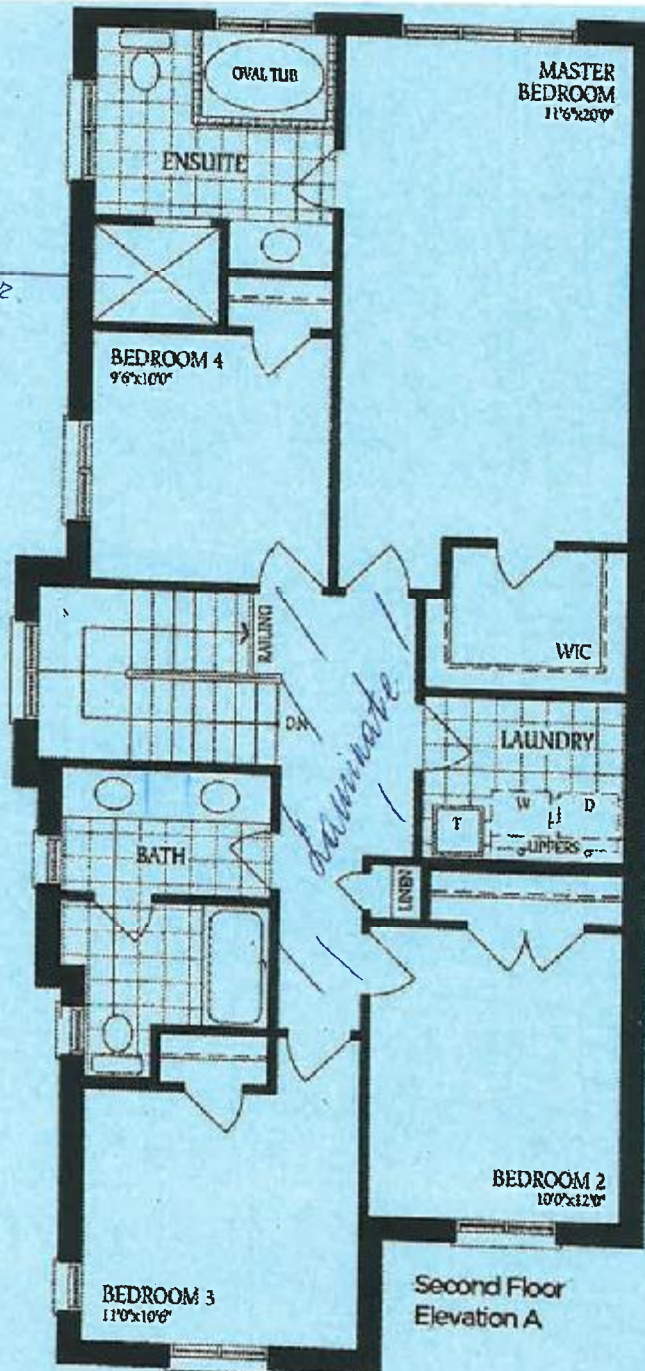 OVAL TUB
MASTER
BEDROOM
11'6"x20'0"
ENSUITE
BEDROOM 4
9'6"x10'0"
RAILING
DN
WIC
Laminate
LAUNDRY
W
D
T
UPPERS
BATH
LINEN
BEDROOM 2
10'0"x12'0"
BEDROOM 3
11'0"x10'6"
Second Floor
Elevation A